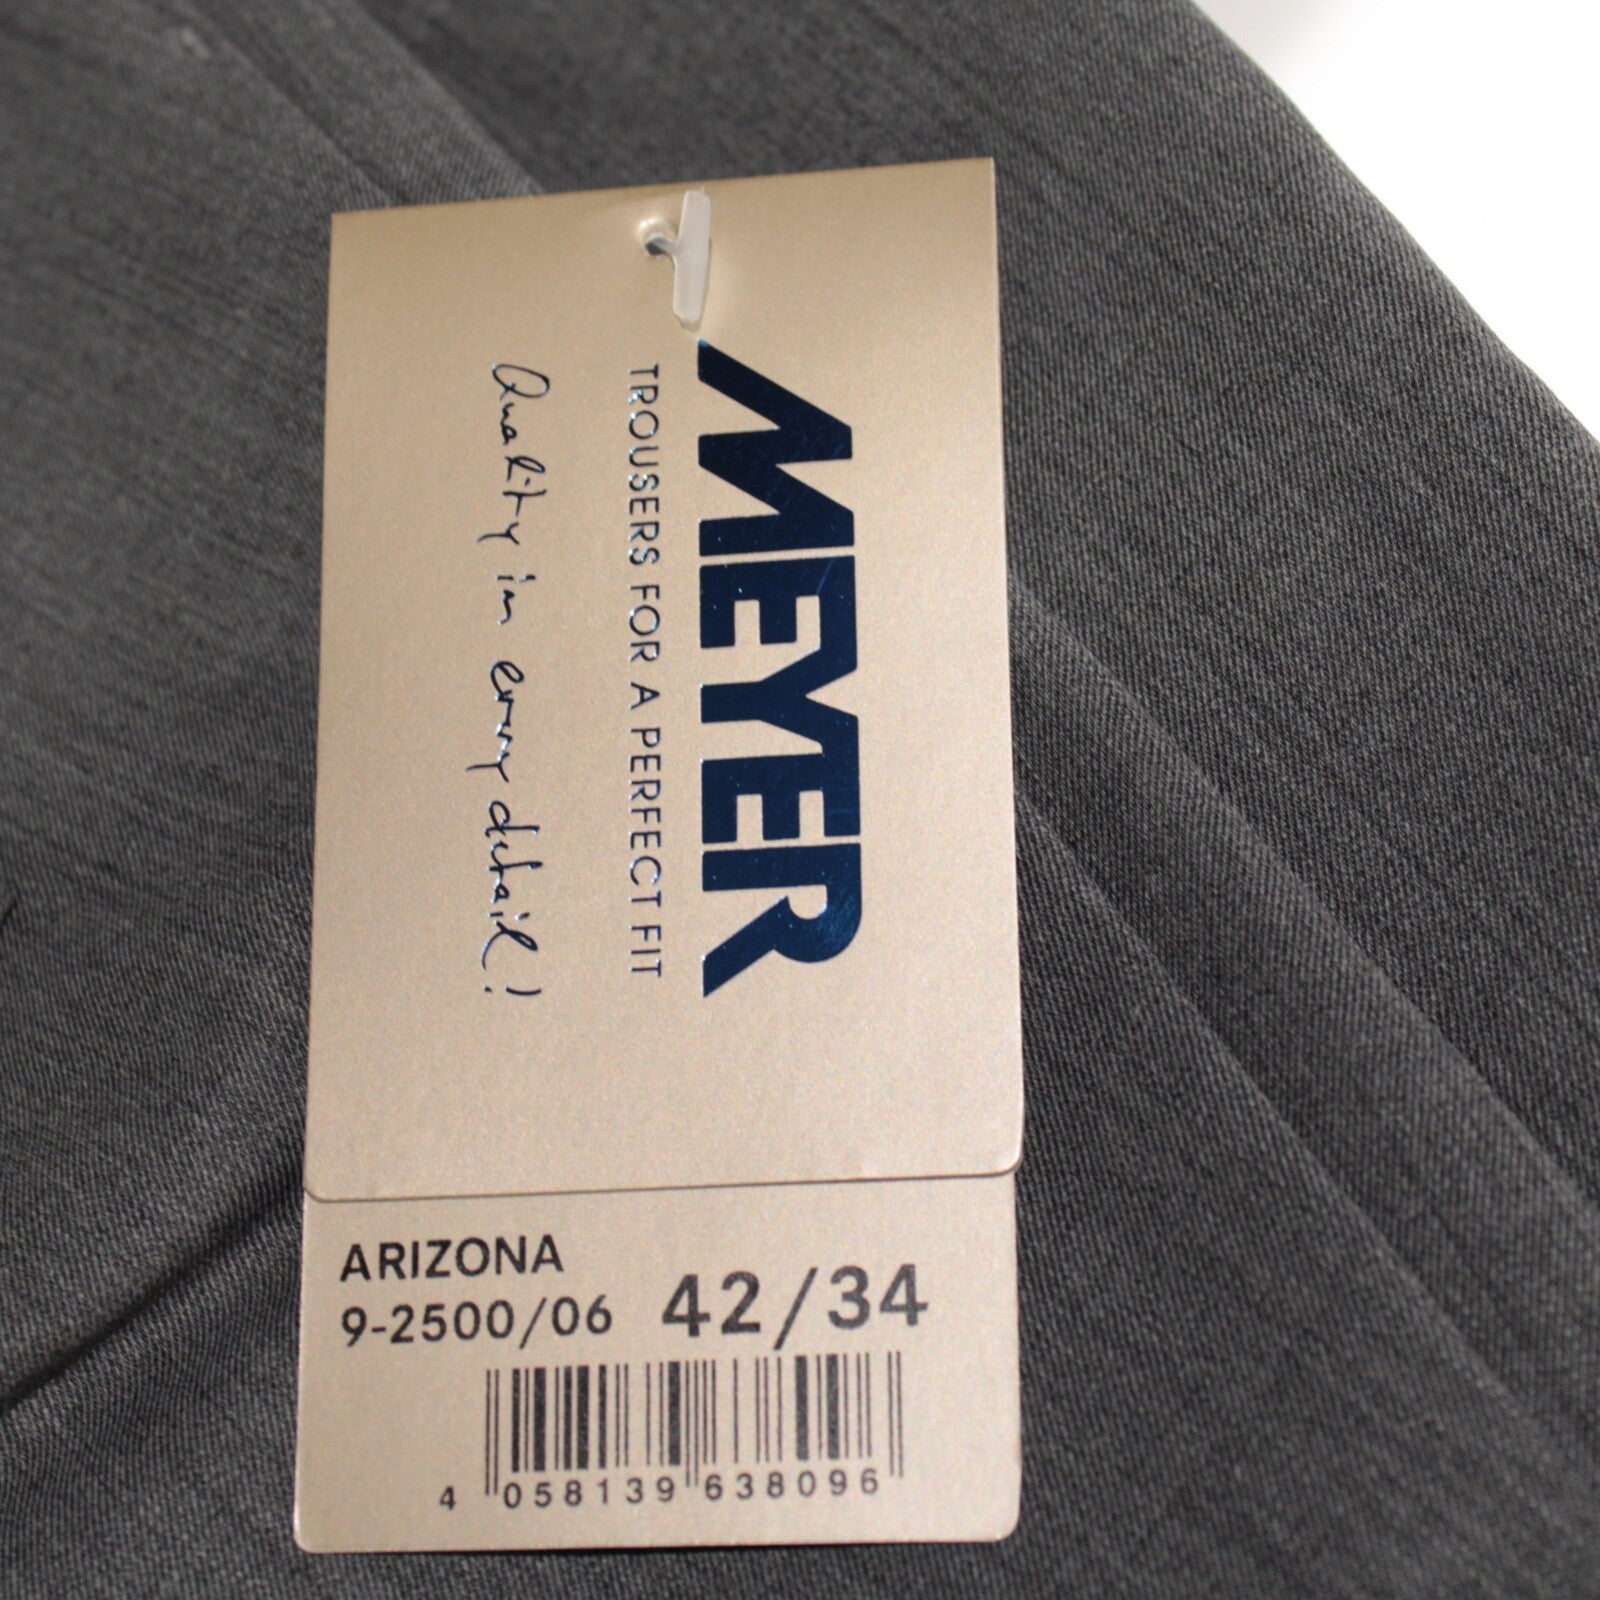 MEYER
TROUSERS FOR A PERFECT FIT
Quality in every detail!
ARIZONA
9-2500/06 42/34
4 058139 638096